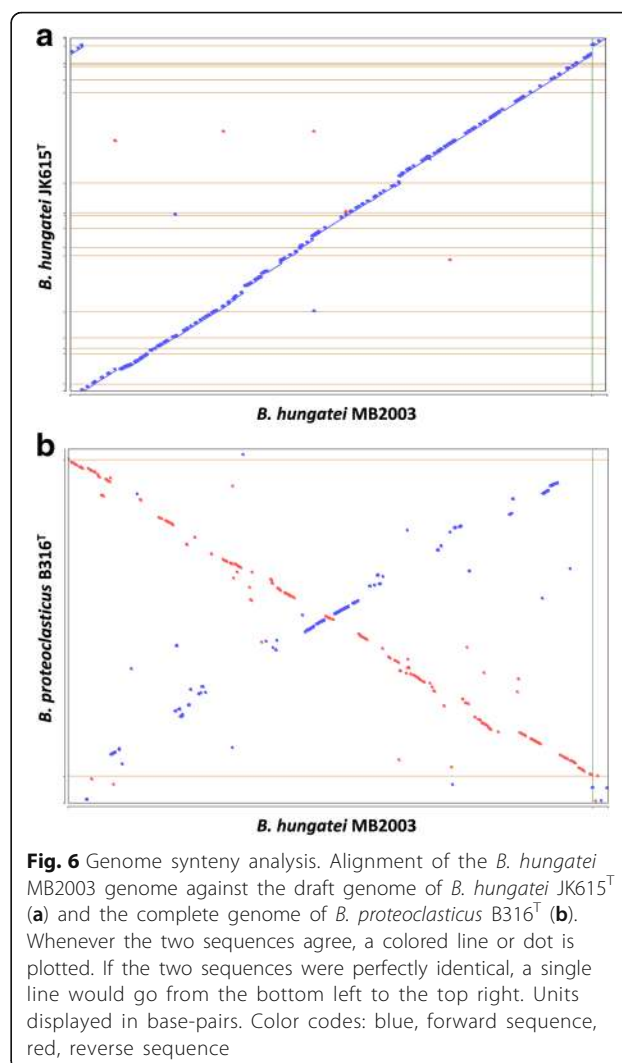 a
B. hungatei JK615ᵀ
B. hungatei MB2003
b
B. proteoclasticus B316ᵀ
B. hungatei MB2003
Fig. 6 Genome synteny analysis. Alignment of the B. hungatei
MB2003 genome against the draft genome of B. hungatei JK615ᵀ
(a) and the complete genome of B. proteoclasticus B316ᵀ (b).
Whenever the two sequences agree, a colored line or dot is
plotted. If the two sequences were perfectly identical, a single
line would go from the bottom left to the top right. Units
displayed in base-pairs. Color codes: blue, forward sequence,
red, reverse sequence